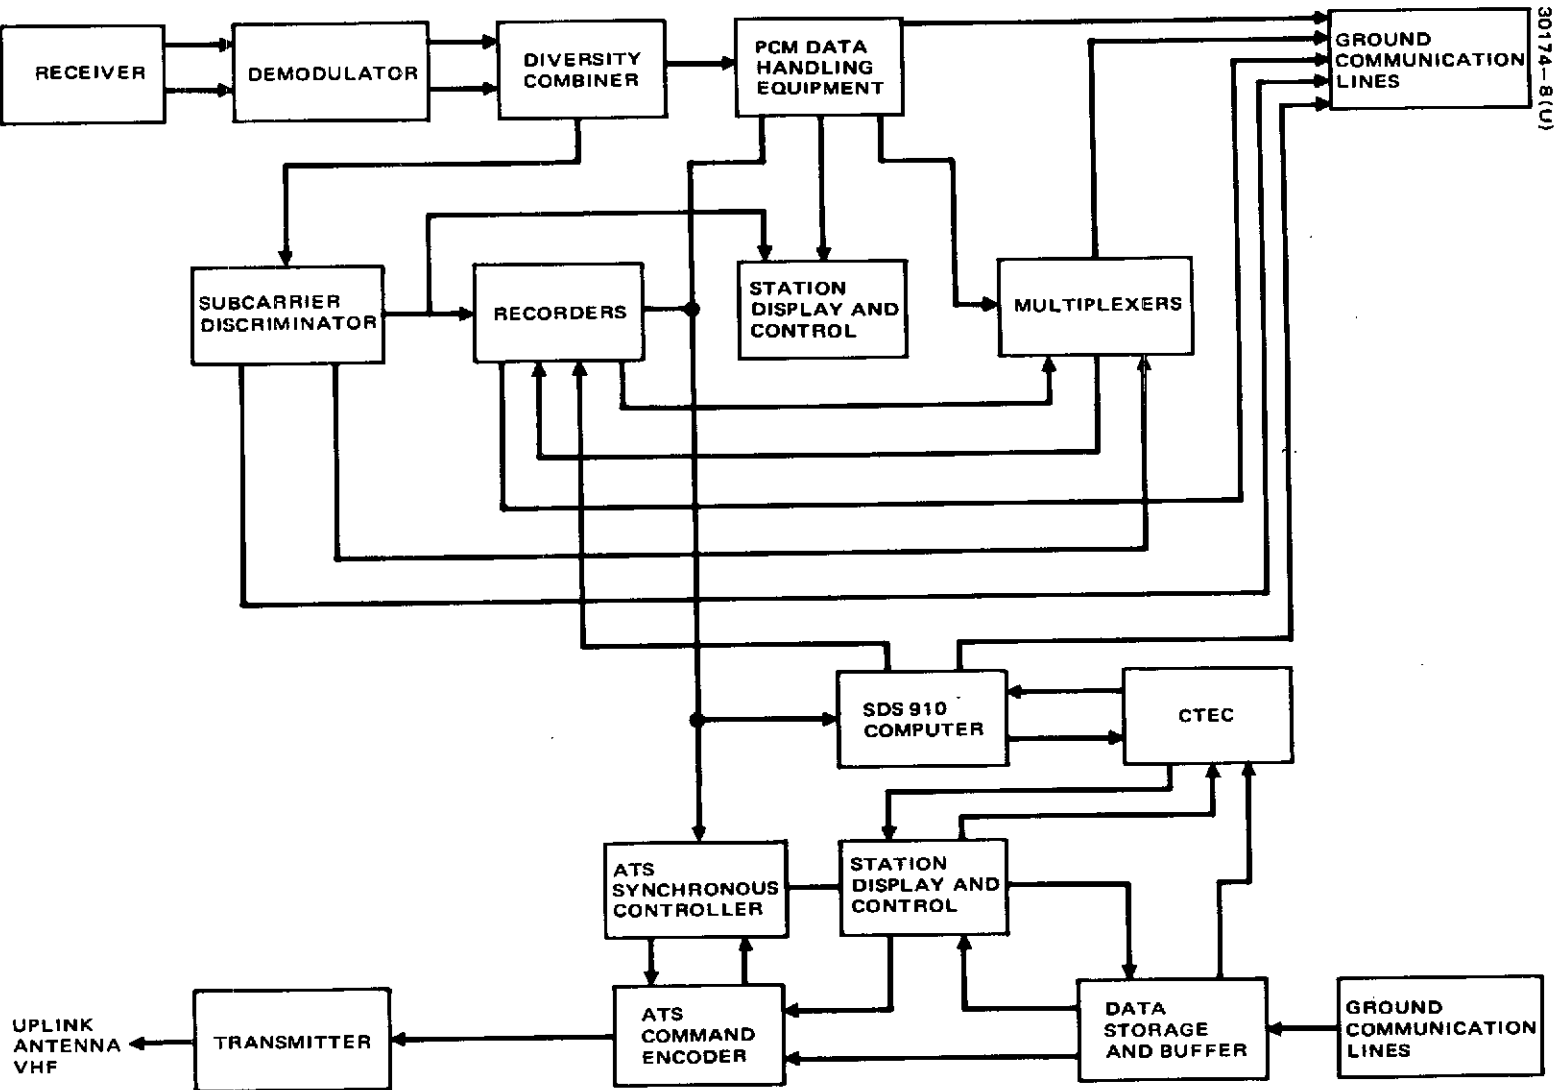 RECEIVER
DEMODULATOR
DIVERSITY
COMBINER
PCM DATA
HANDLING
EQUIPMENT
GROUND
COMMUNICATION
LINES
30174-8(U)
SUBCARRIER
DISCRIMINATOR
RECORDERS
STATION
DISPLAY AND
CONTROL
MULTIPLEXERS
SDS 910
COMPUTER
CTEC
ATS
SYNCHRONOUS
CONTROLLER
STATION
DISPLAY AND
CONTROL
UPLINK
ANTENNA
VHF
TRANSMITTER
ATS
COMMAND
ENCODER
DATA
STORAGE
AND BUFFER
GROUND
COMMUNICATION
LINES